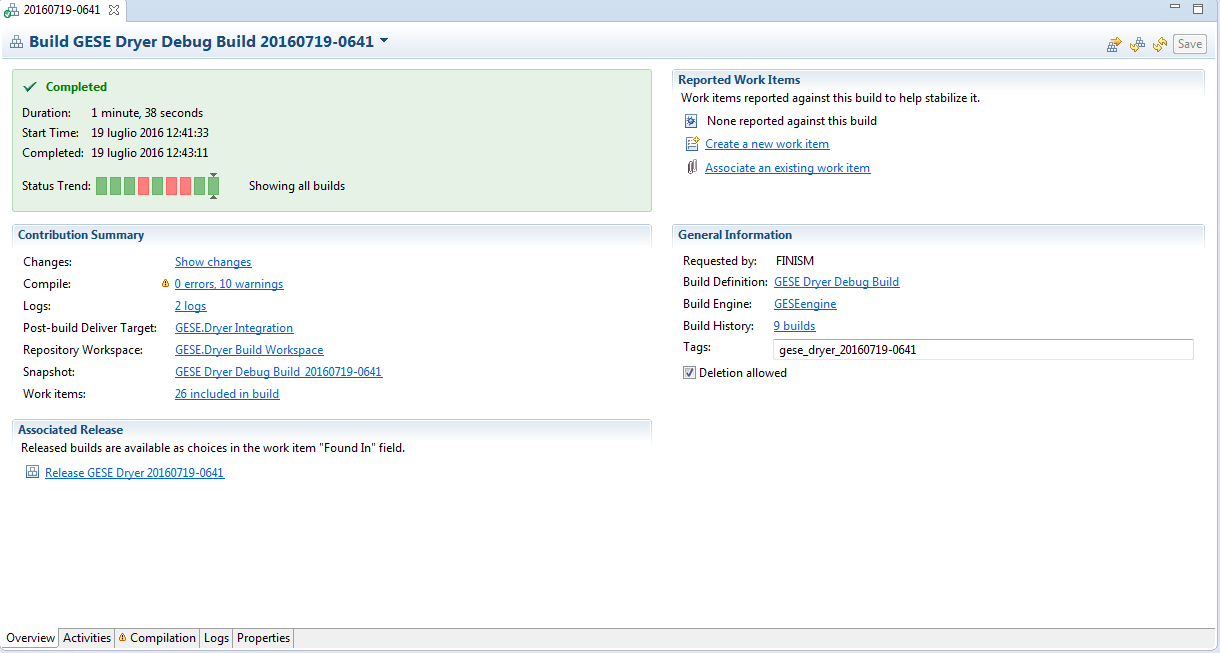 20160719-0641
Build GESE Dryer Debug Build 20160719-0641
Save
Completed
Duration: 1 minute, 38 seconds
Start Time: 19 luglio 2016 12:41:33
Completed: 19 luglio 2016 12:43:11
Status Trend: Showing all builds
Reported Work Items
Work items reported against this build to help stabilize it.
None reported against this build
Create a new work item
Associate an existing work item
Contribution Summary
Changes: Show changes
Compile: 0 errors, 10 warnings
Logs: 2 logs
Post-build Deliver Target: GESE.Dryer Integration
Repository Workspace: GESE.Dryer Build Workspace
Snapshot: GESE Dryer Debug Build_20160719-0641
Work items: 26 included in build
General Information
Requested by: FINISM
Build Definition: GESE Dryer Debug Build
Build Engine: GESEengine
Build History: 9 builds
Tags: gese_dryer_20160719-0641
Deletion allowed
Associated Release
Released builds are available as choices in the work item "Found In" field.
Release GESE Dryer 20160719-0641
Overview Activities Compilation Logs Properties